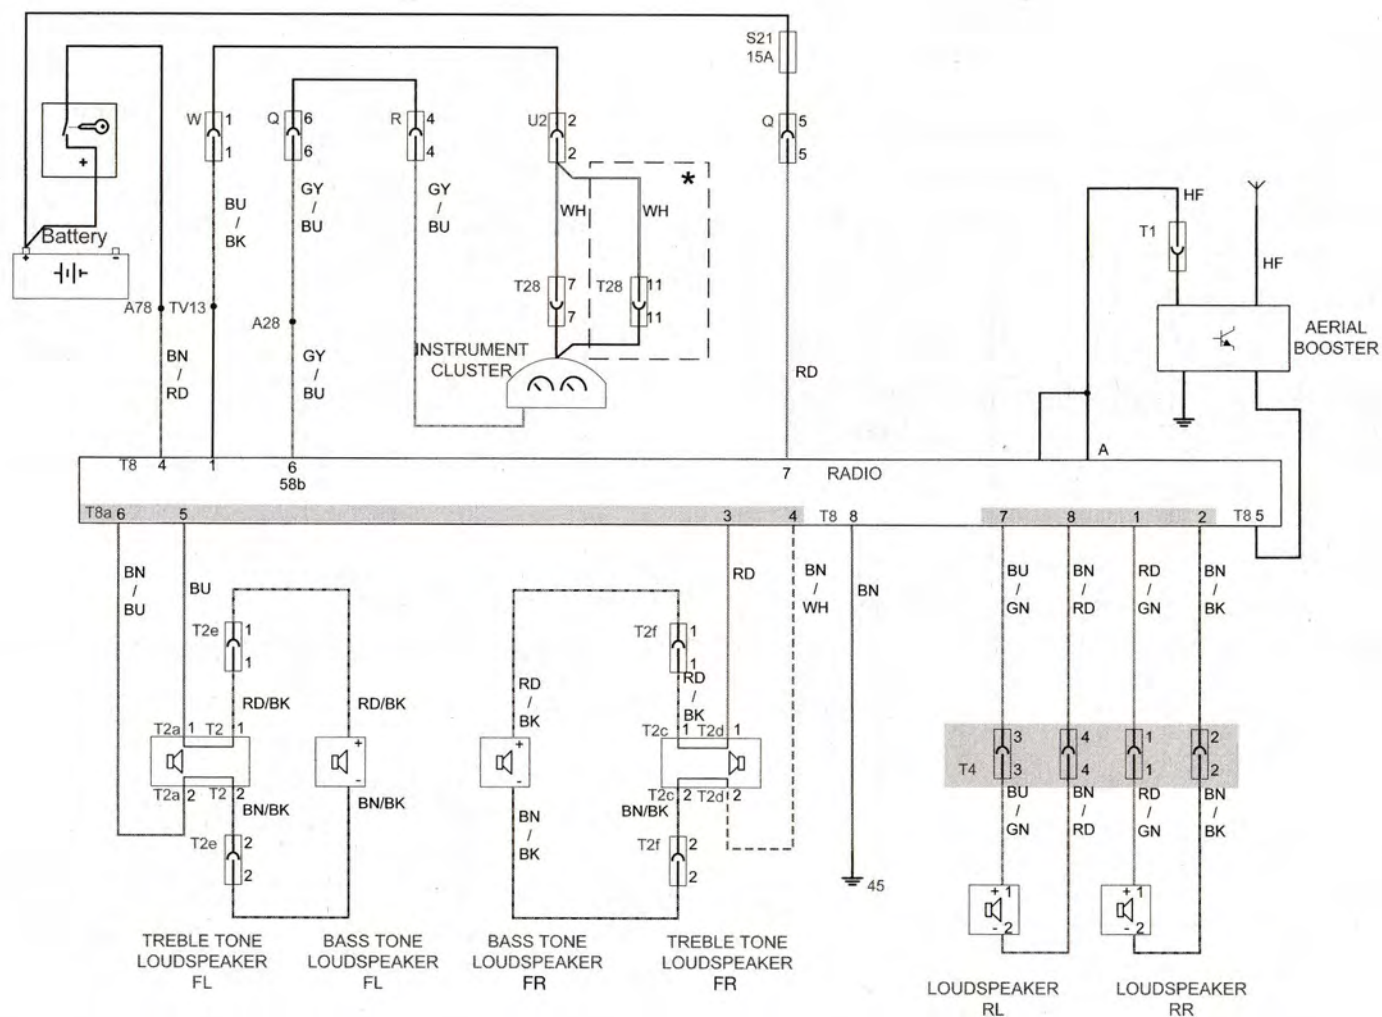 S21
15A
W 1
Q 6
R 4
U2 2
Q 5
1
6
4
2
5
+
*
BU
/
BK
GY
/
BU
GY
/
BU
WH
WH
HF
T1
HF
Battery
+ -
T28 7
T28 11
7
11
A78
TV13
A28
INSTRUMENT
CLUSTER
AERIAL
BOOSTER
BN
/
RD
GY
/
BU
RD
T8 4 1 6 7 RADIO A
58b
T8a 6 5 3 4 T8 8 7 8 1 2 T8 5
BN
/
BU
BU
RD
BN
/
WH
BN
BU
/
GN
BN
/
RD
RD
/
GN
BN
/
BK
T2e 1
1
T2f 1
1
RD/BK
RD/BK
RD
/
BK
RD
/
BK
T2a 1 T2 1
T2c 1 T2d 1
+
-
+
-
T2a 2 T2 2
T2c 2 T2d 2
BN/BK
BN/BK
BN
/
BK
BN/BK
T2e 2
2
T2f 2
2
3 4 1 2
T4 3 4 1 2
BU
/
GN
BN
/
RD
RD
/
GN
BN
/
BK
45
+ 1
- 2
+ 1
- 2
TREBLE TONE
LOUDSPEAKER
FL
BASS TONE
LOUDSPEAKER
FL
BASS TONE
LOUDSPEAKER
FR
TREBLE TONE
LOUDSPEAKER
FR
LOUDSPEAKER
RL
LOUDSPEAKER
RR